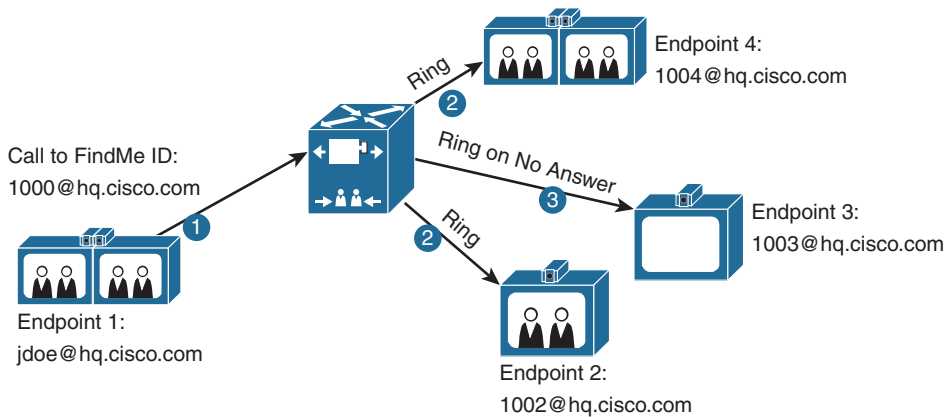 Endpoint 4:
1004@hq.cisco.com
Ring
2
Call to FindMe ID:
1000@hq.cisco.com
1
Ring on No Answer
3
Endpoint 3:
1003@hq.cisco.com
Ring
2
Endpoint 1:
jdoe@hq.cisco.com
Endpoint 2:
1002@hq.cisco.com